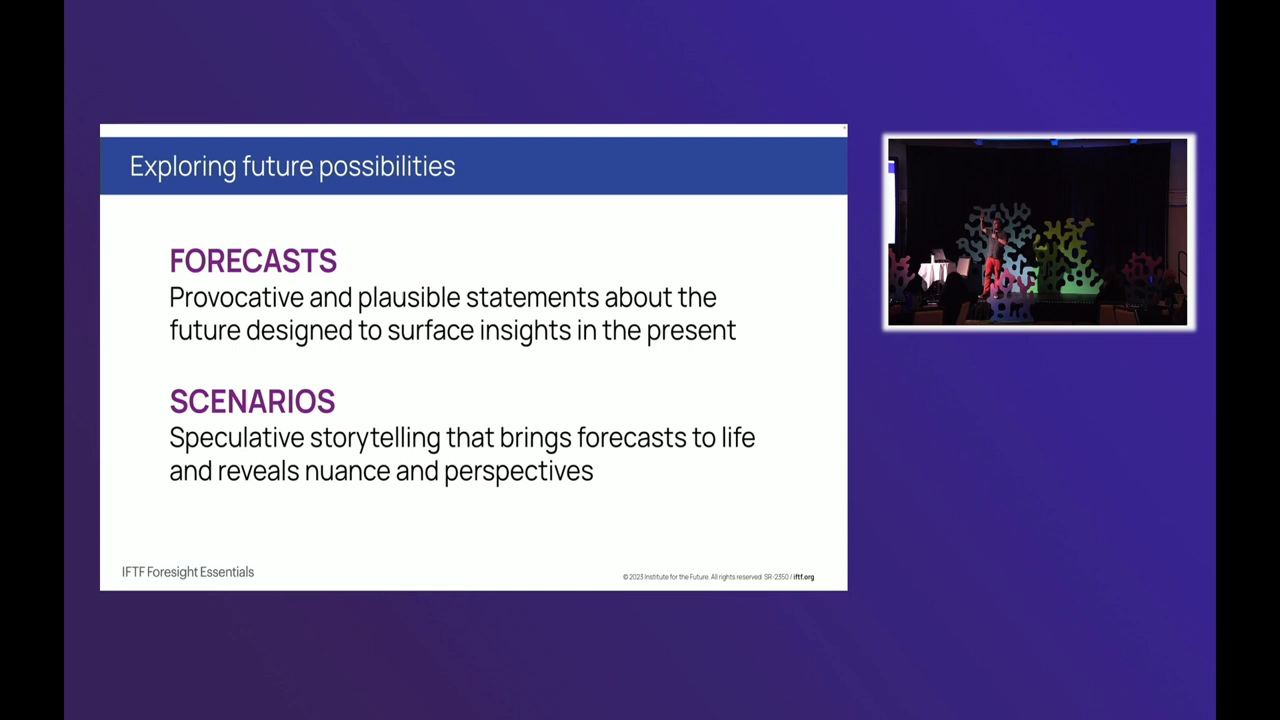 Exploring future possibilities
FORECASTS
Provocative and plausible statements about the
future designed to surface insights in the present
SCENARIOS
Speculative storytelling that brings forecasts to life
and reveals nuance and perspectives
IFTF Foresight Essentials
© 2023 Institute for the Future. All rights reserved. SR-2350 / iftf.org